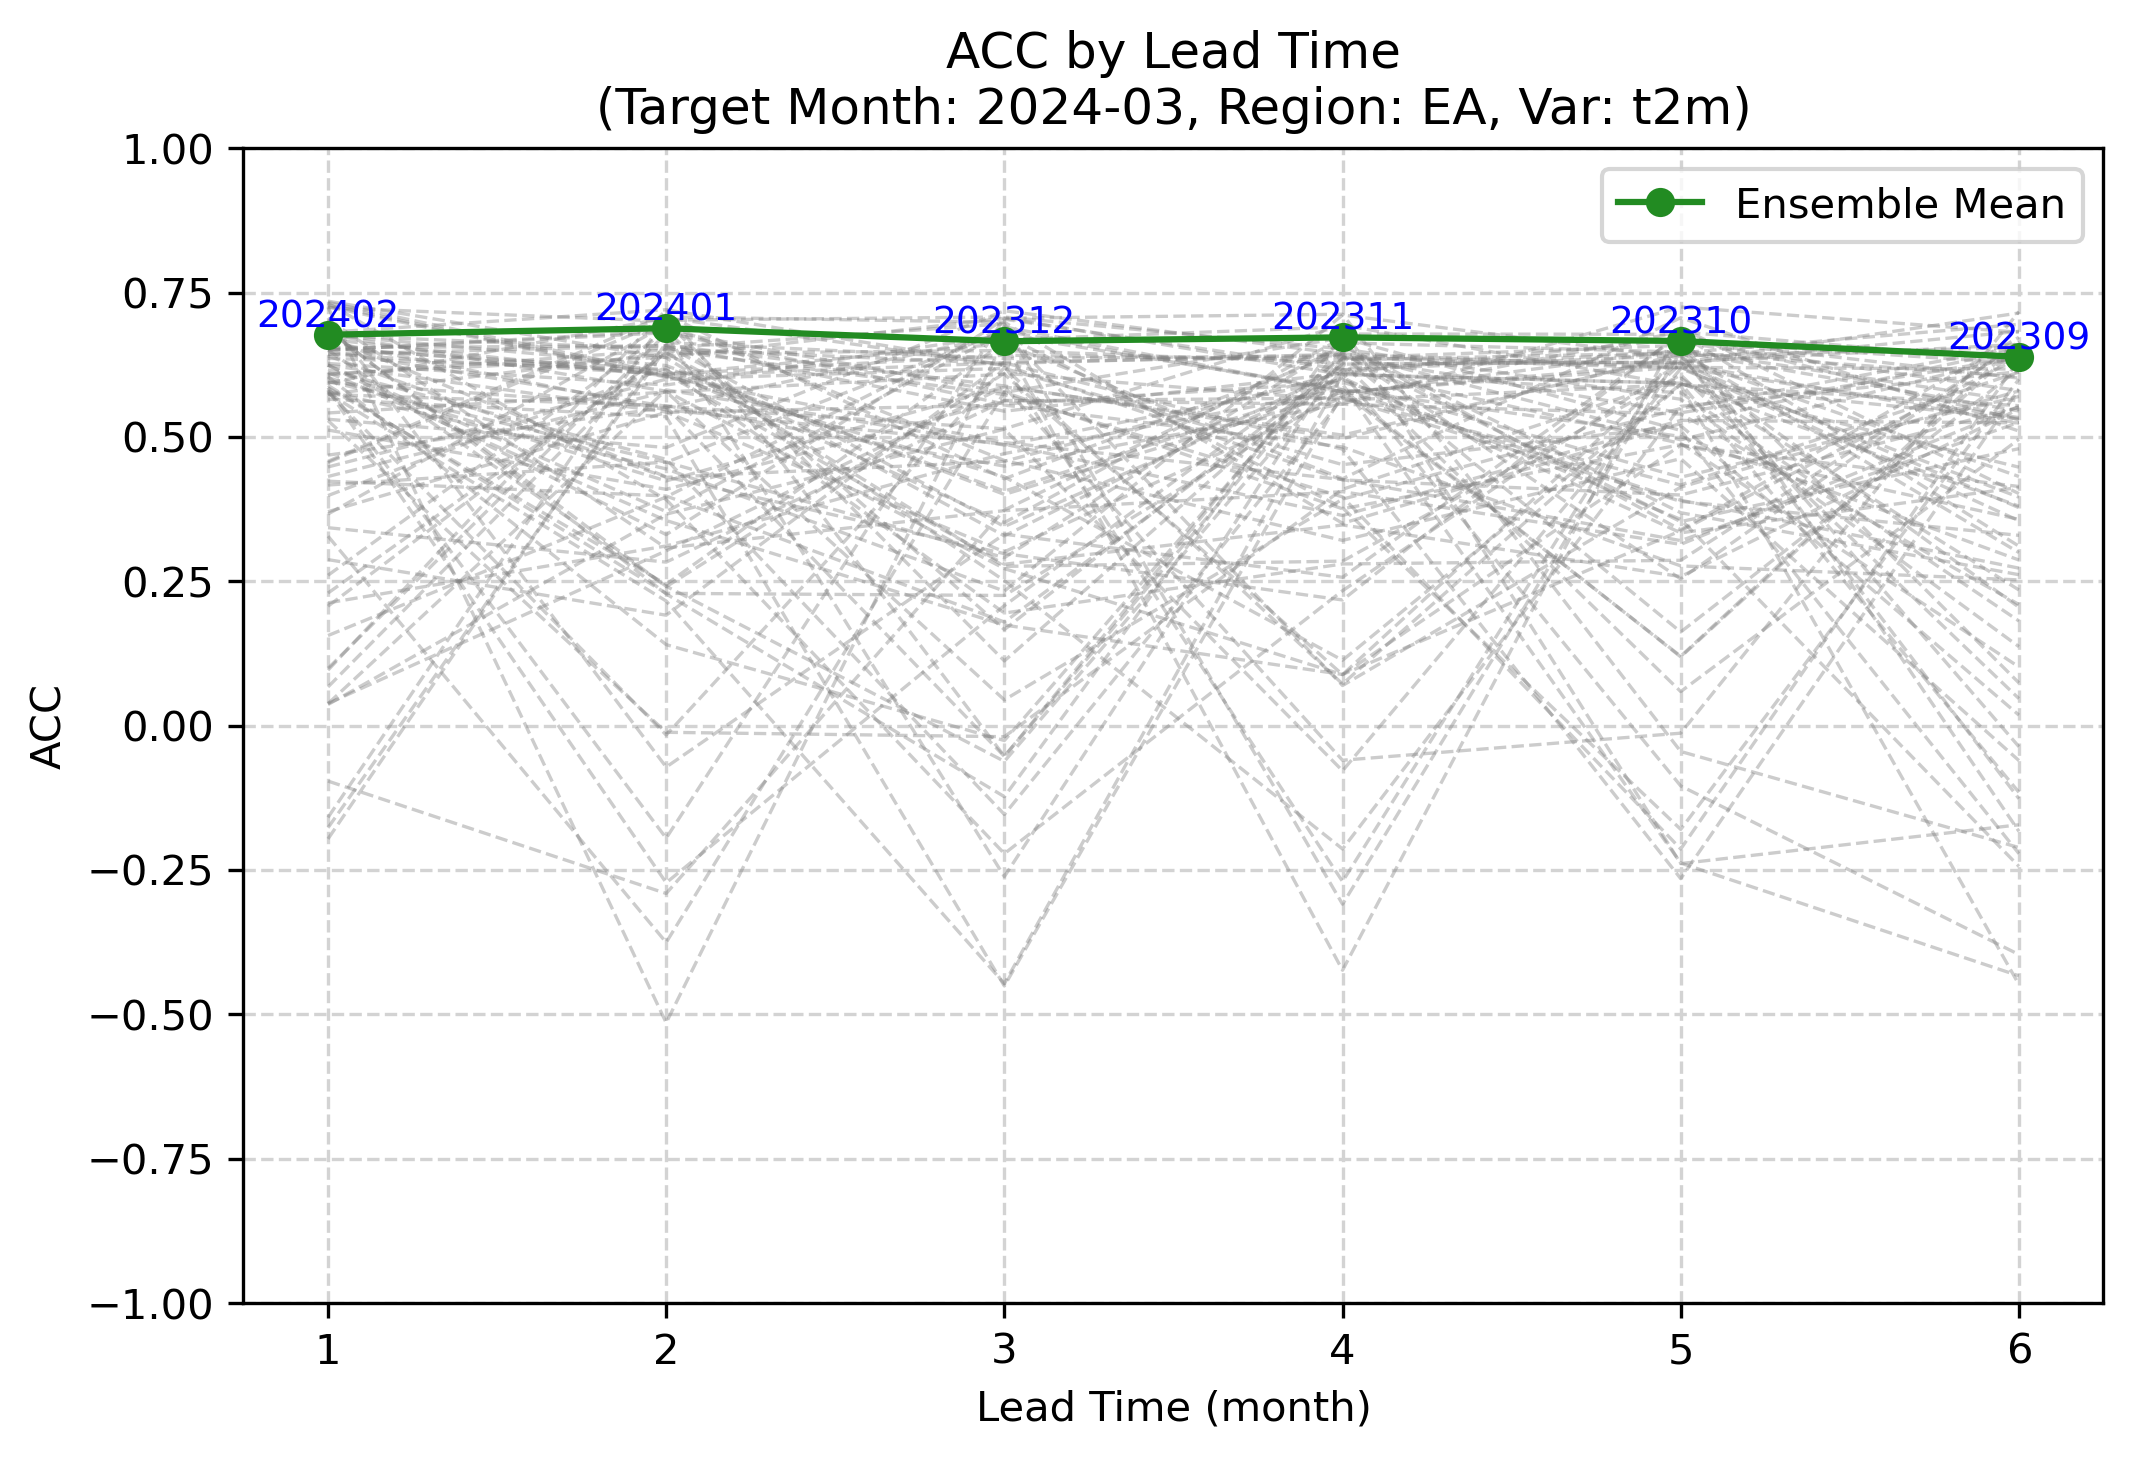 ACC by Lead Time
(Target Month: 2024-03, Region: EA, Var: t2m)
1.00
Ensemble Mean
0.75
202402
202401
202312
202311
202310
202309
0.50
0.25
0.00
ACC
−0.25
−0.50
−0.75
−1.00
1 2 3 4 5 6
Lead Time (month)